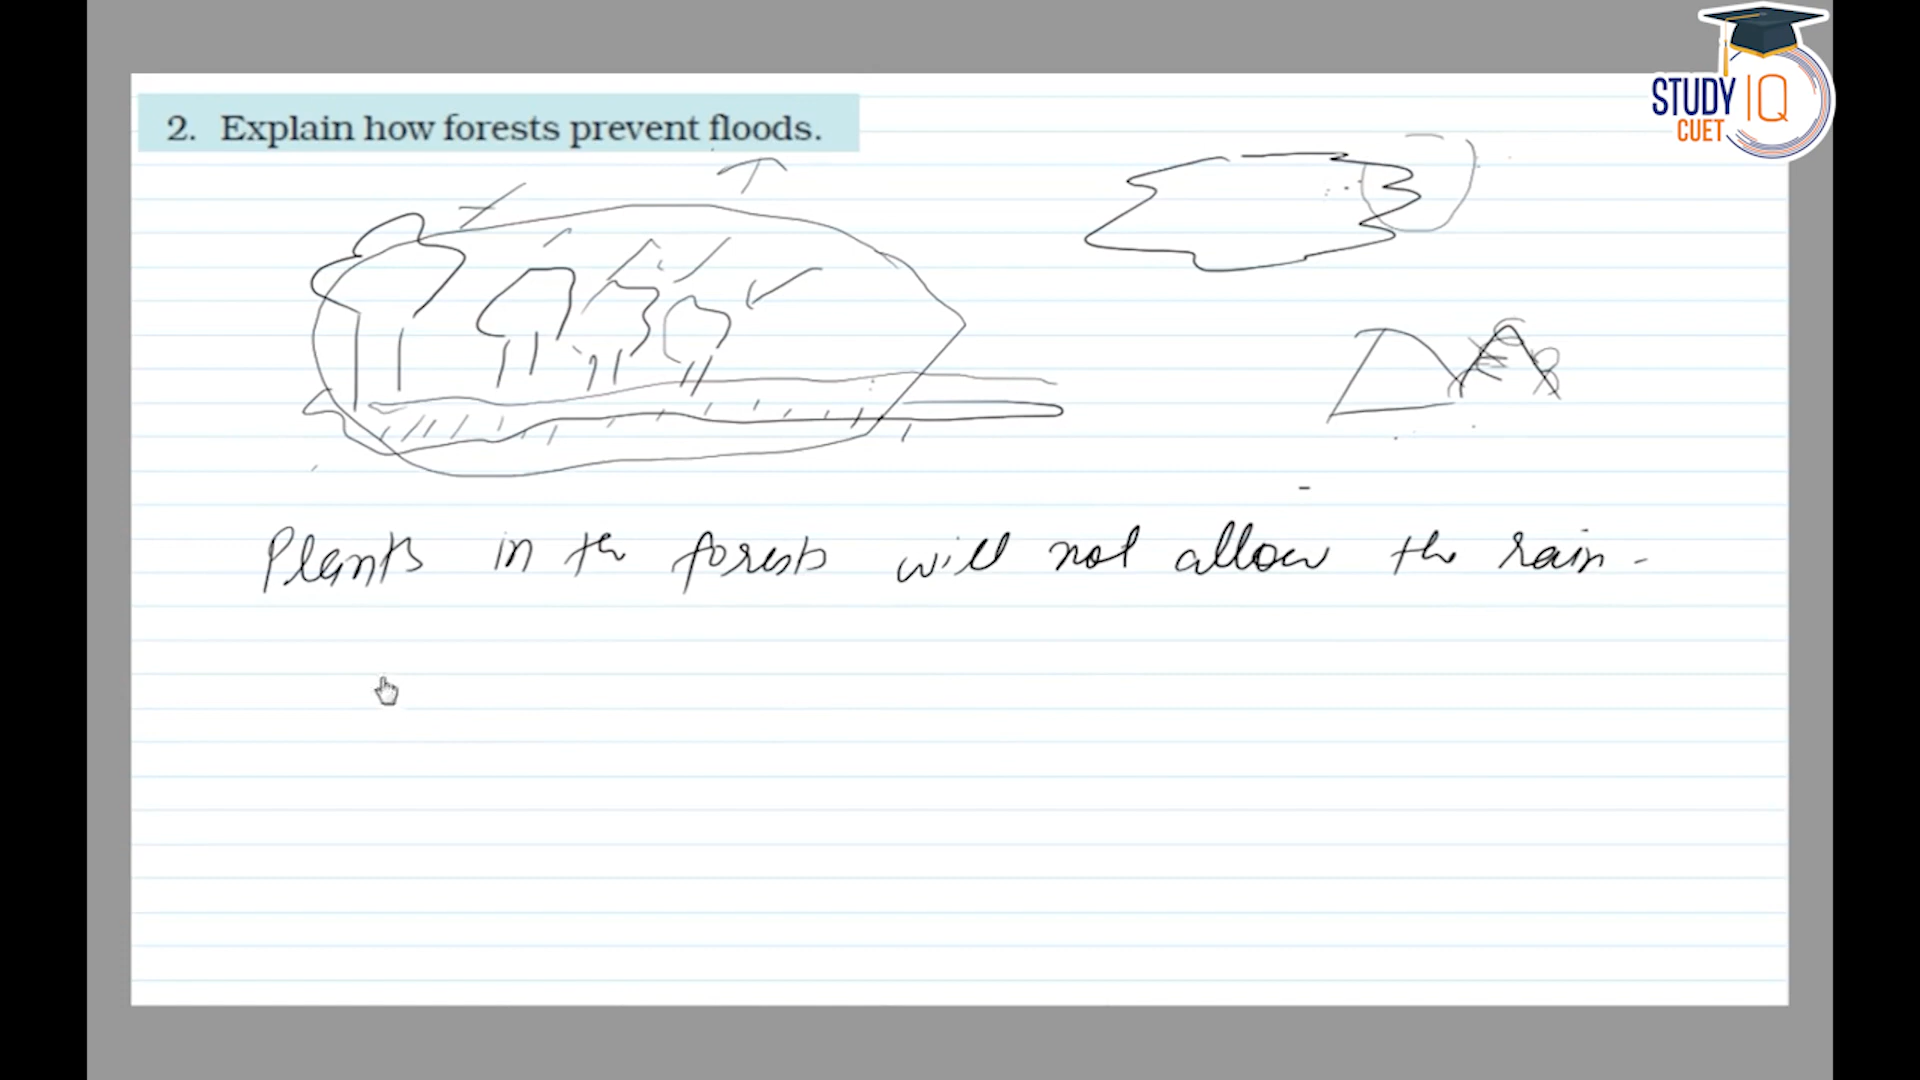 STUDY IQ
CUET
2. Explain how forests prevent floods.
Plants in the forests will not allow the rain -